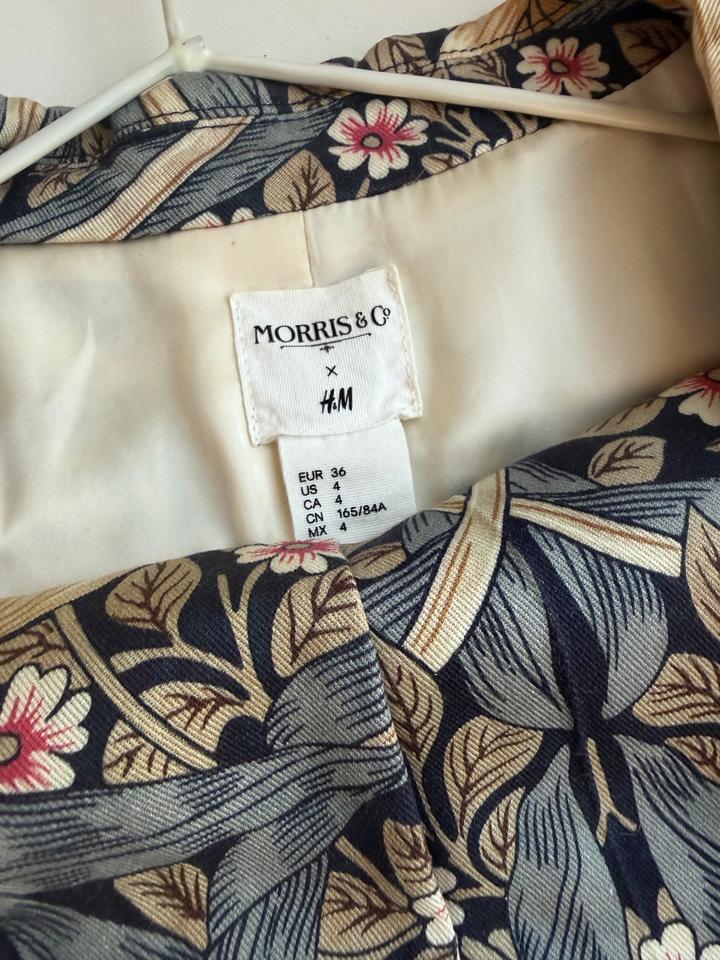 MORRIS & Cº
×
H&M
EUR 36
US 4
CA 4
CN 165/84A
MX 4